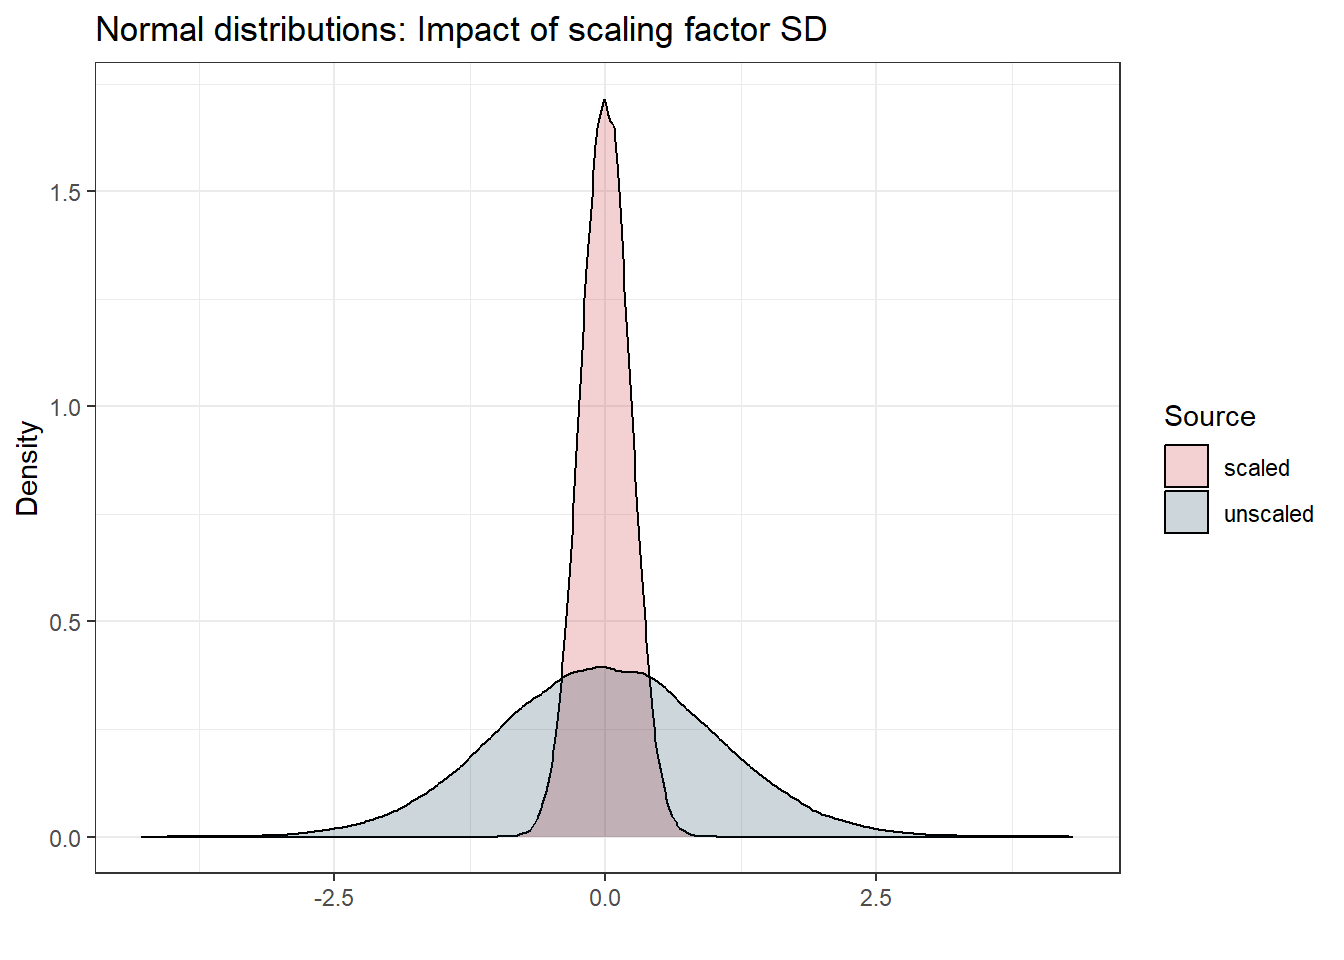 Normal distributions: Impact of scaling factor SD
Density
1.5
1.0
0.5
0.0
-2.5
0.0
2.5
Source
scaled
unscaled